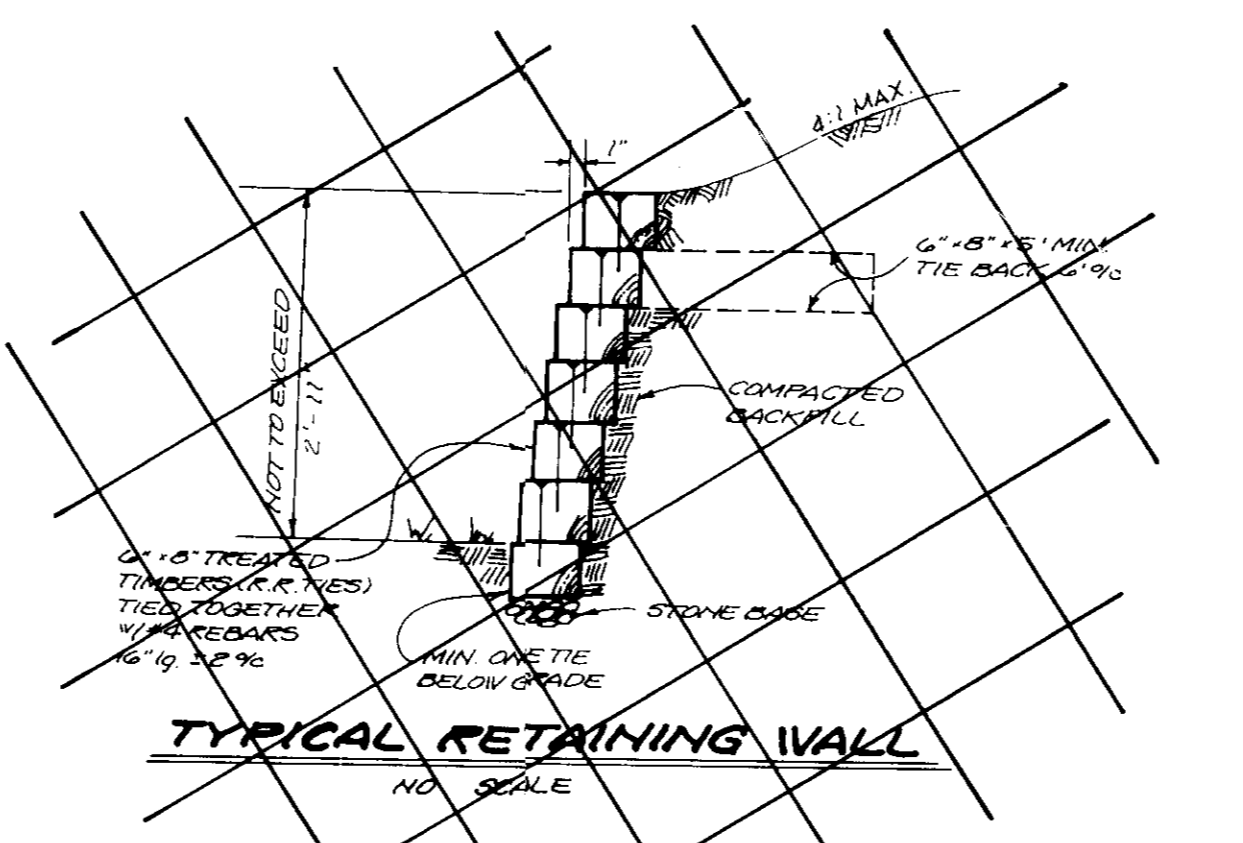 4:1 MAX.
1"
6" x 8" x 5' MIN.
TIE BACK, 6' o/c
NOT TO EXCEED
2'-11"
COMPACTED
BACKFILL
6" x 8" TREATED
TIMBERS (R.R. TIES)
TIED TOGETHER
W/ #4 REBARS
16" lg. ± 2 o/c
STONE BASE
MIN. ONE TIE
BELOW GRADE
TYPICAL RETAINING WALL
NO SCALE